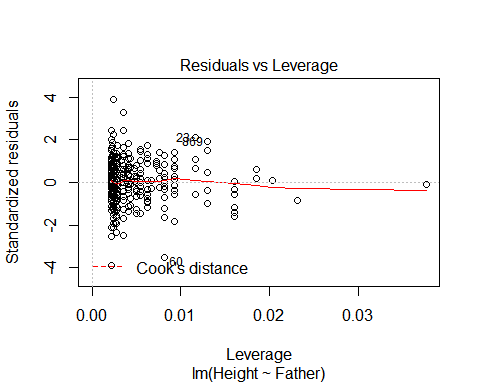 Residuals vs Leverage
Standardized residuals
4
2
0
-2
-4
23
869
60
Cook's distance
0.00
0.01
0.02
0.03
Leverage
lm(Height ~ Father)